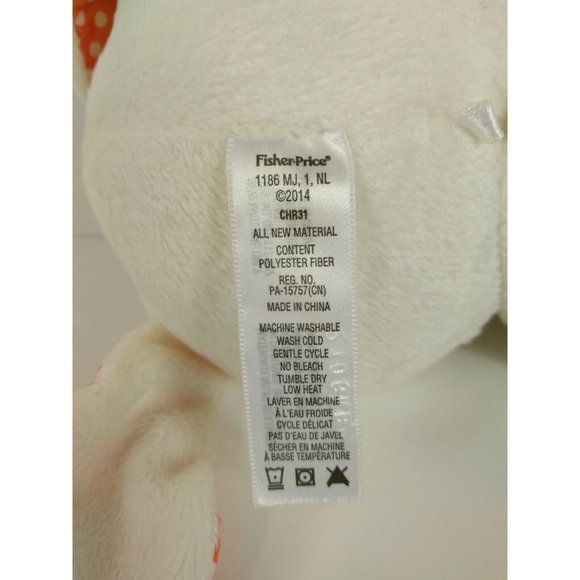 Fisher-Price®
1186 MJ, 1, NL
©2014
CHR31
ALL NEW MATERIAL
CONTENT
POLYESTER FIBER
REG. NO.
PA-15757(CN)
MADE IN CHINA
MACHINE WASHABLE
WASH COLD
GENTLE CYCLE
NO BLEACH
TUMBLE DRY
LOW HEAT
LAVER EN MACHINE
À L'EAU FROIDE
CYCLE DÉLICAT
PAS D'EAU DE JAVEL
SÉCHER EN MACHINE
À BASSE TEMPÉRATURE